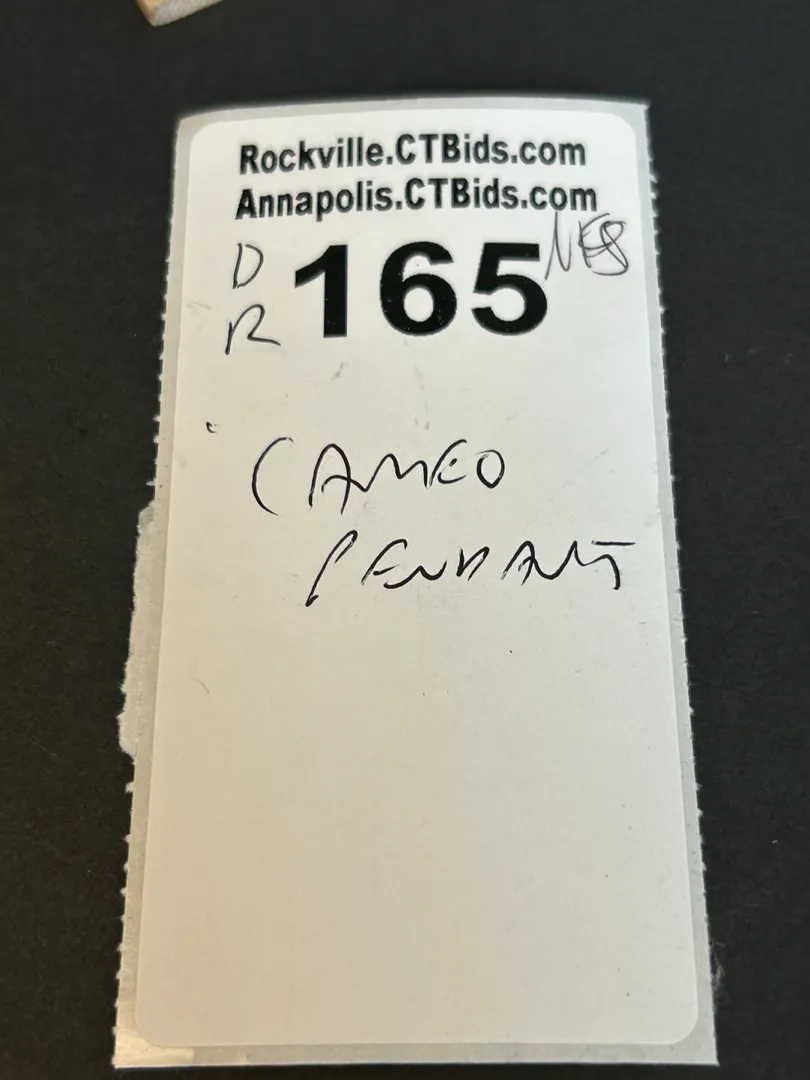 Rockville.CTBids.com
Annapolis.CTBids.com
D
R
165
CAMEO
PENDANT